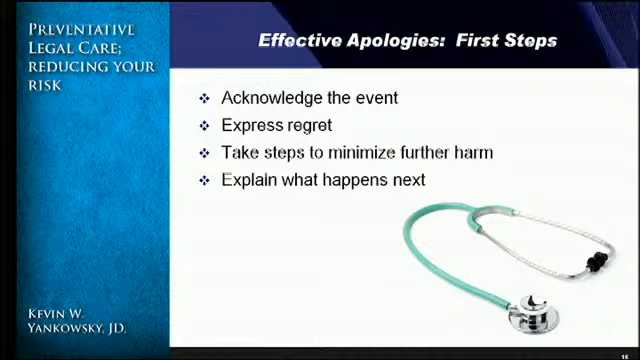 PREVENTATIVE
LEGAL CARE;
REDUCING YOUR
RISK
Effective Apologies: First Steps
Acknowledge the event
Express regret
Take steps to minimize further harm
Explain what happens next
KEVIN W.
YANKOWSKY, JD,
16